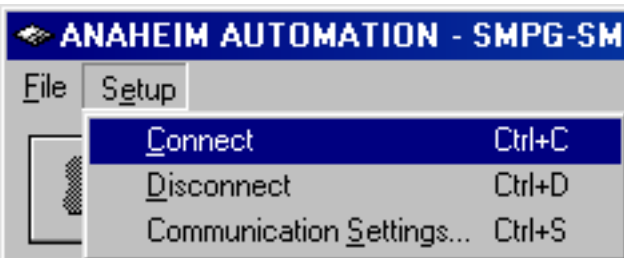 ANAHEIM AUTOMATION - SMPG-SM
File Setup
Connect Ctrl+C
Disconnect Ctrl+D
Communication Settings... Ctrl+S